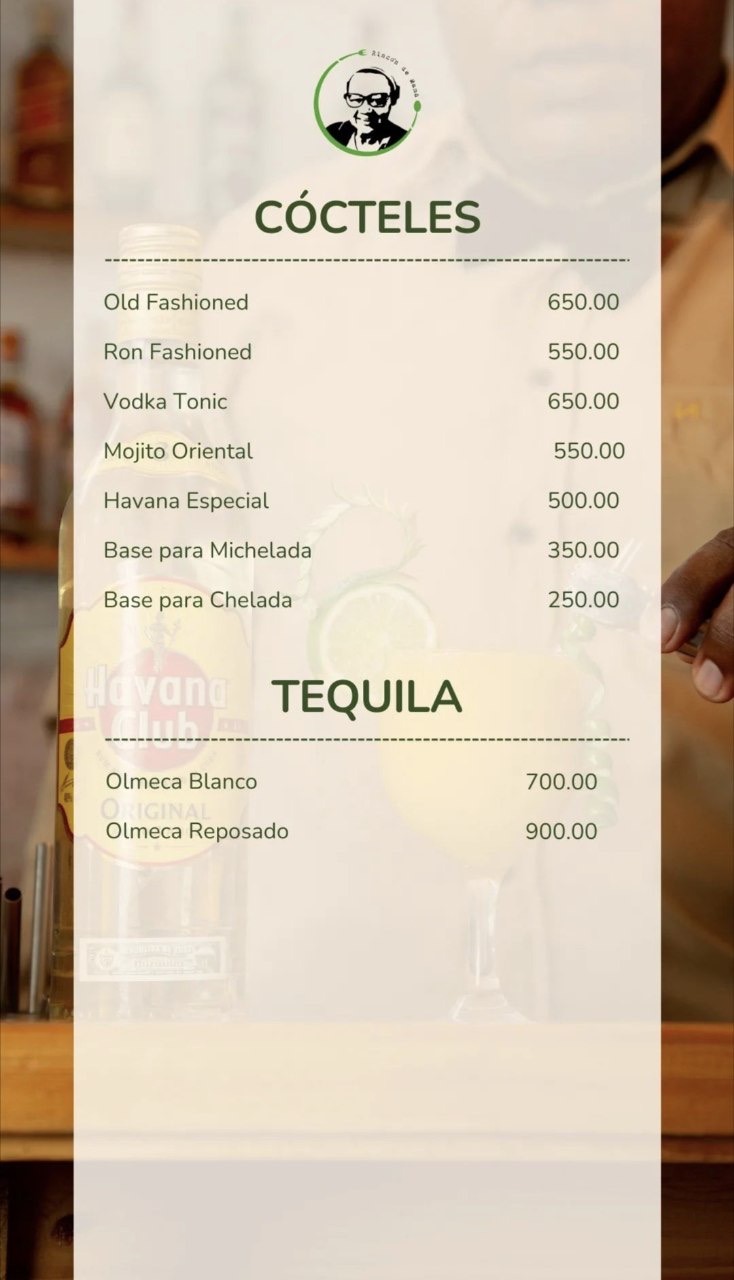 Rincón de Mamá
CÓCTELES
Old Fashioned 650.00
Ron Fashioned 550.00
Vodka Tonic 650.00
Mojito Oriental 550.00
Havana Especial 500.00
Base para Michelada 350.00
Base para Chelada 250.00
Havana
Club
TEQUILA
Olmeca Blanco 700.00
ORIGINAL
Olmeca Reposado 900.00